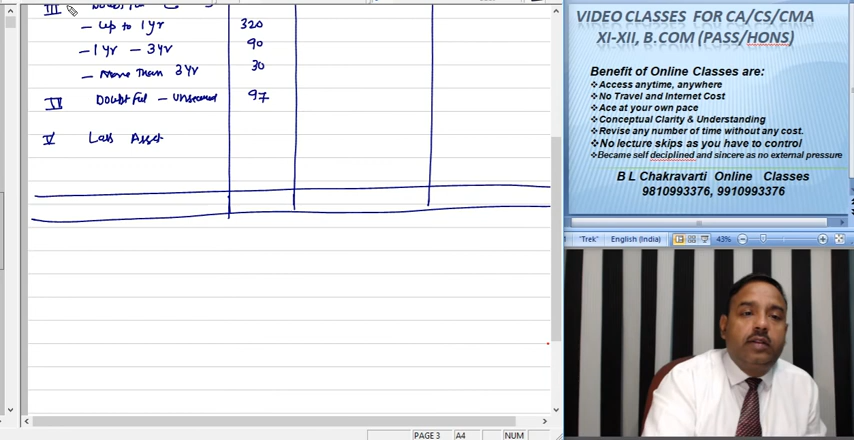 III Doubtful
- Up to 1yr 320
- 1yr - 3yr 90
- More Than 3yr 30
IV Doubtful - Unsecured 97
V Loss Asset
PAGE 3 A4 NUM
VIDEO CLASSES FOR CA/CS/CMA
XI-XII, B.COM (PASS/HONS)
Benefit of Online Classes are:
❖Access anytime, anywhere
❖No Travel and Internet Cost
❖Ace at your own pace
❖Conceptual Clarity & Understanding
❖Revise any number of time without any cost.
❖No lecture skips as you have to control
❖Became self deciplined and sincere as no external pressure
B L Chakravarti Online Classes
9810993376, 9910993376
"Trek" English (India) 43%